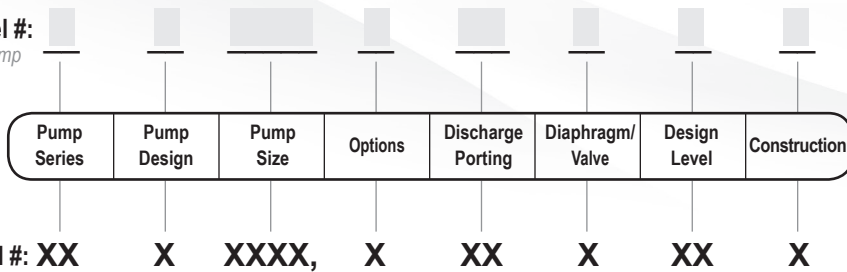 el #:
mp
Pump Series
Pump Design
Pump Size
Options
Discharge Porting
Diaphragm/ Valve
Design Level
Construction
l #: XX X XXXX, X XX X XX X